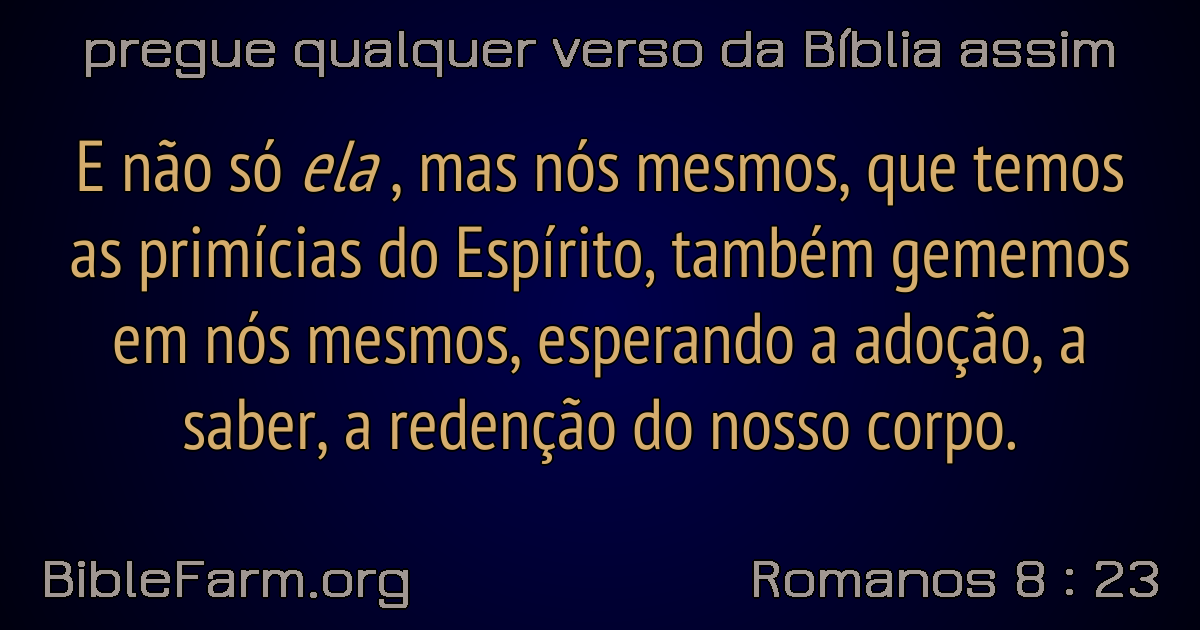 pregue qualquer verso da Bíblia assim
E não só ela , mas nós mesmos, que temos
as primícias do Espírito, também gememos
em nós mesmos, esperando a adoção, a
saber, a redenção do nosso corpo.
BibleFarm.org
Romanos 8 : 23